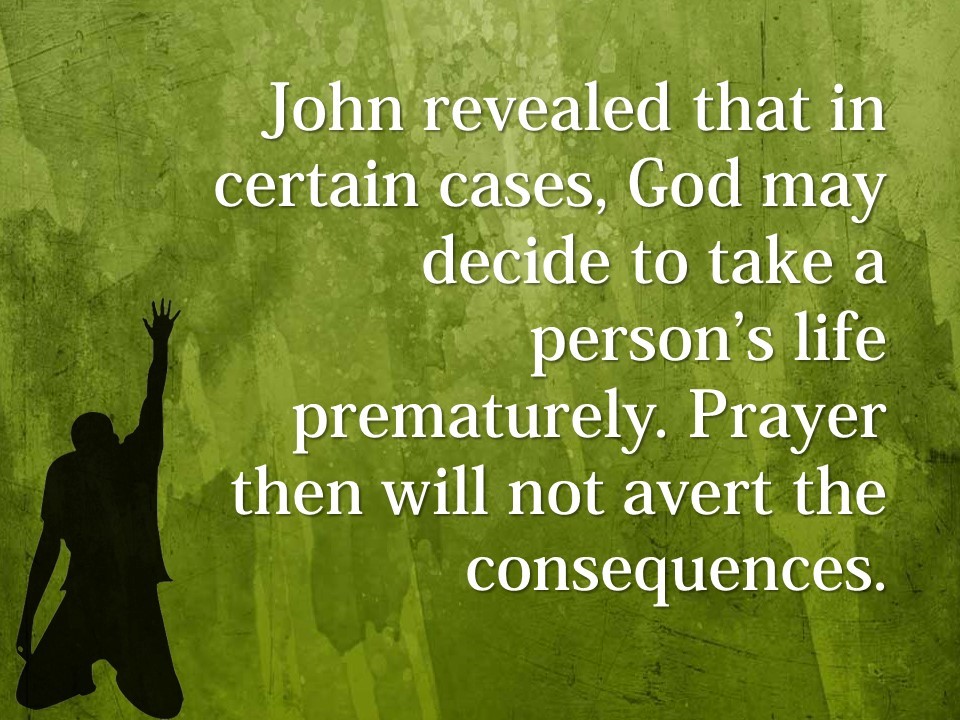 John revealed that in
certain cases, God may
decide to take a
person’s life
prematurely. Prayer
then will not avert the
consequences.